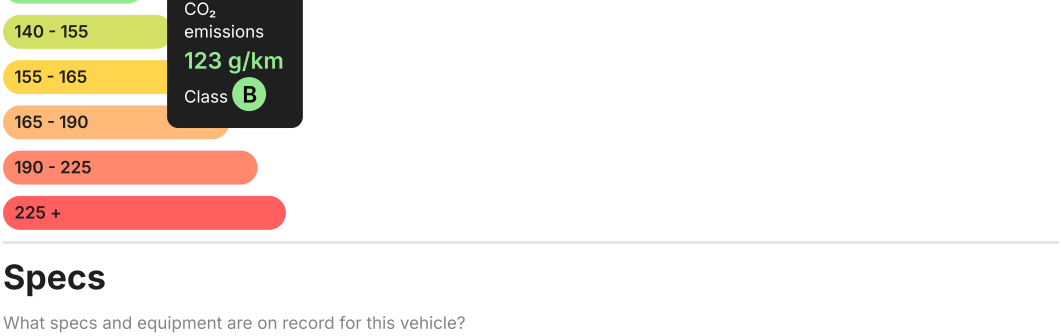 CO₂
emissions
140 - 155
123 g/km
155 - 165
Class B
165 - 190
190 - 225
225 +
Specs
What specs and equipment are on record for this vehicle?